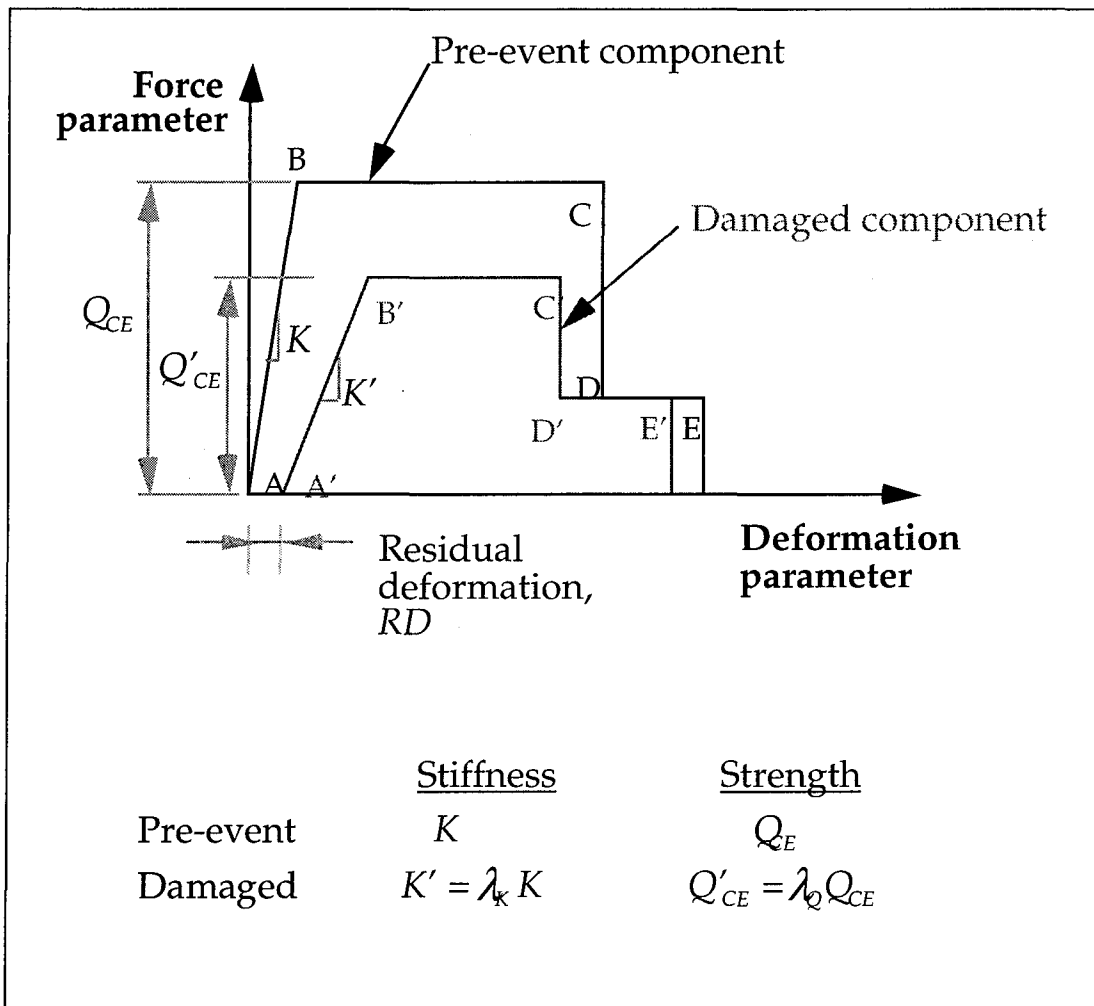 Pre-event component
Force
parameter
B
C
Damaged component
Q_CE
Q'_CE
B'
C'
K
K'
D
D'
E'
E
A
A'
Residual
deformation,
RD
Deformation
parameter
Stiffness Strength
Pre-event K Q_CE
Damaged K' = λ_K K Q'_CE = λ_Q Q_CE